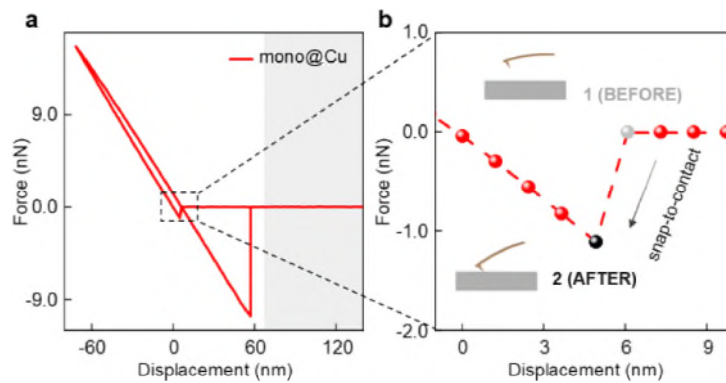 a
mono@Cu
9.0
0.0
-9.0
Force (nN)
-60
0
60
120
Displacement (nm)
b
1.0
0.0
-1.0
-2.0
Force (nN)
1 (BEFORE)
snap-to-contact
2 (AFTER)
0
3
6
9
Displacement (nm)